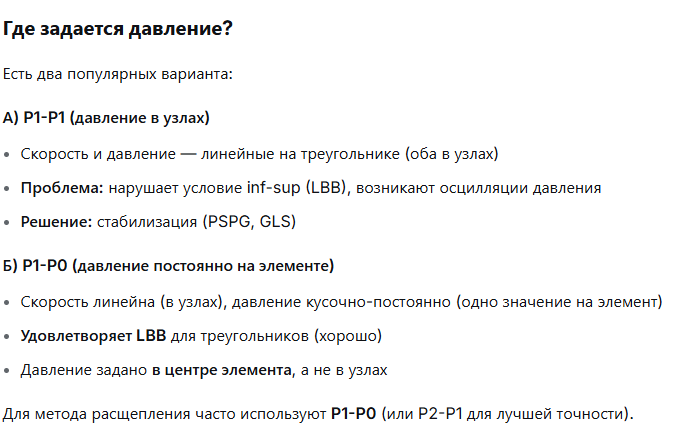 Где задается давление?
Есть два популярных варианта:
А) P1-P1 (давление в узлах)
• Скорость и давление — линейные на треугольнике (оба в узлах)
• Проблема: нарушает условие inf-sup (LBB), возникают осцилляции давления
• Решение: стабилизация (PSPG, GLS)
Б) P1-P0 (давление постоянно на элементе)
• Скорость линейна (в узлах), давление кусочно-постоянно (одно значение на элемент)
• Удовлетворяет LBB для треугольников (хорошо)
• Давление задано в центре элемента, а не в узлах
Для метода расщепления часто используют P1-P0 (или P2-P1 для лучшей точности).